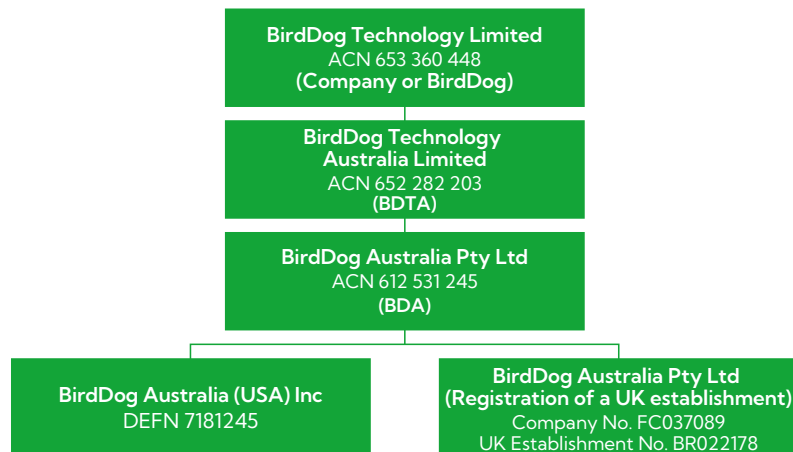 BirdDog Technology Limited
ACN 653 360 448
(Company or BirdDog)
BirdDog Technology
Australia Limited
ACN 652 282 203
(BDTA)
BirdDog Australia Pty Ltd
ACN 612 531 245
(BDA)
BirdDog Australia (USA) Inc
DEFN 7181245
BirdDog Australia Pty Ltd
(Registration of a UK establishment)
Company No. FC037089
UK Establishment No. BR022178